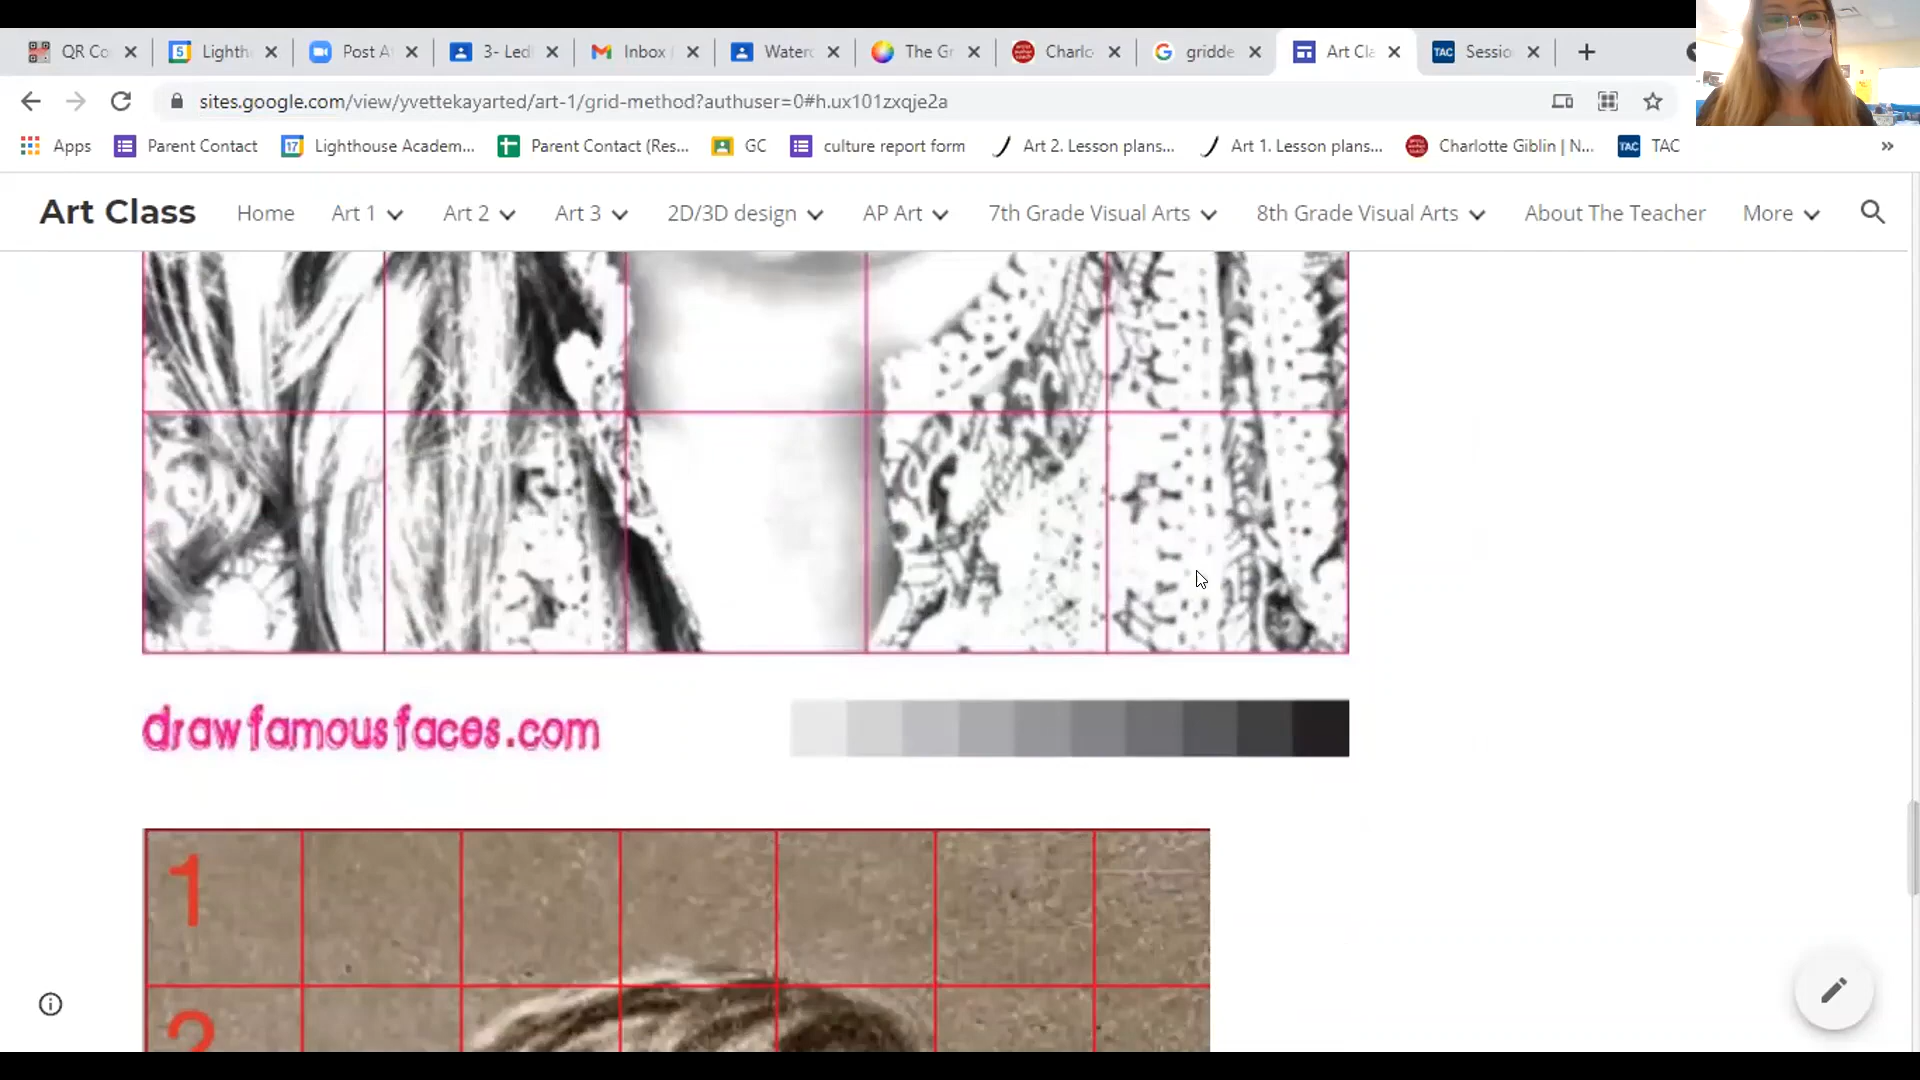 QR Co
Lighth
Post A
3- Led
Inbox
Waterc
The Gr
Charlo
gridde
Art Cla
TAC Sessio
sites.google.com/view/yvettekayarted/art-1/grid-method?authuser=0#h.ux101zxqje2a
Apps
Parent Contact
17 Lighthouse Academ...
Parent Contact (Res...
GC
culture report form
Art 2. Lesson plans...
Art 1. Lesson plans...
Charlotte Giblin | N...
TAC TAC
Art Class
Home
Art 1
Art 2
Art 3
2D/3D design
AP Art
7th Grade Visual Arts
8th Grade Visual Arts
About The Teacher
More
drawfamousfaces.com
1
2